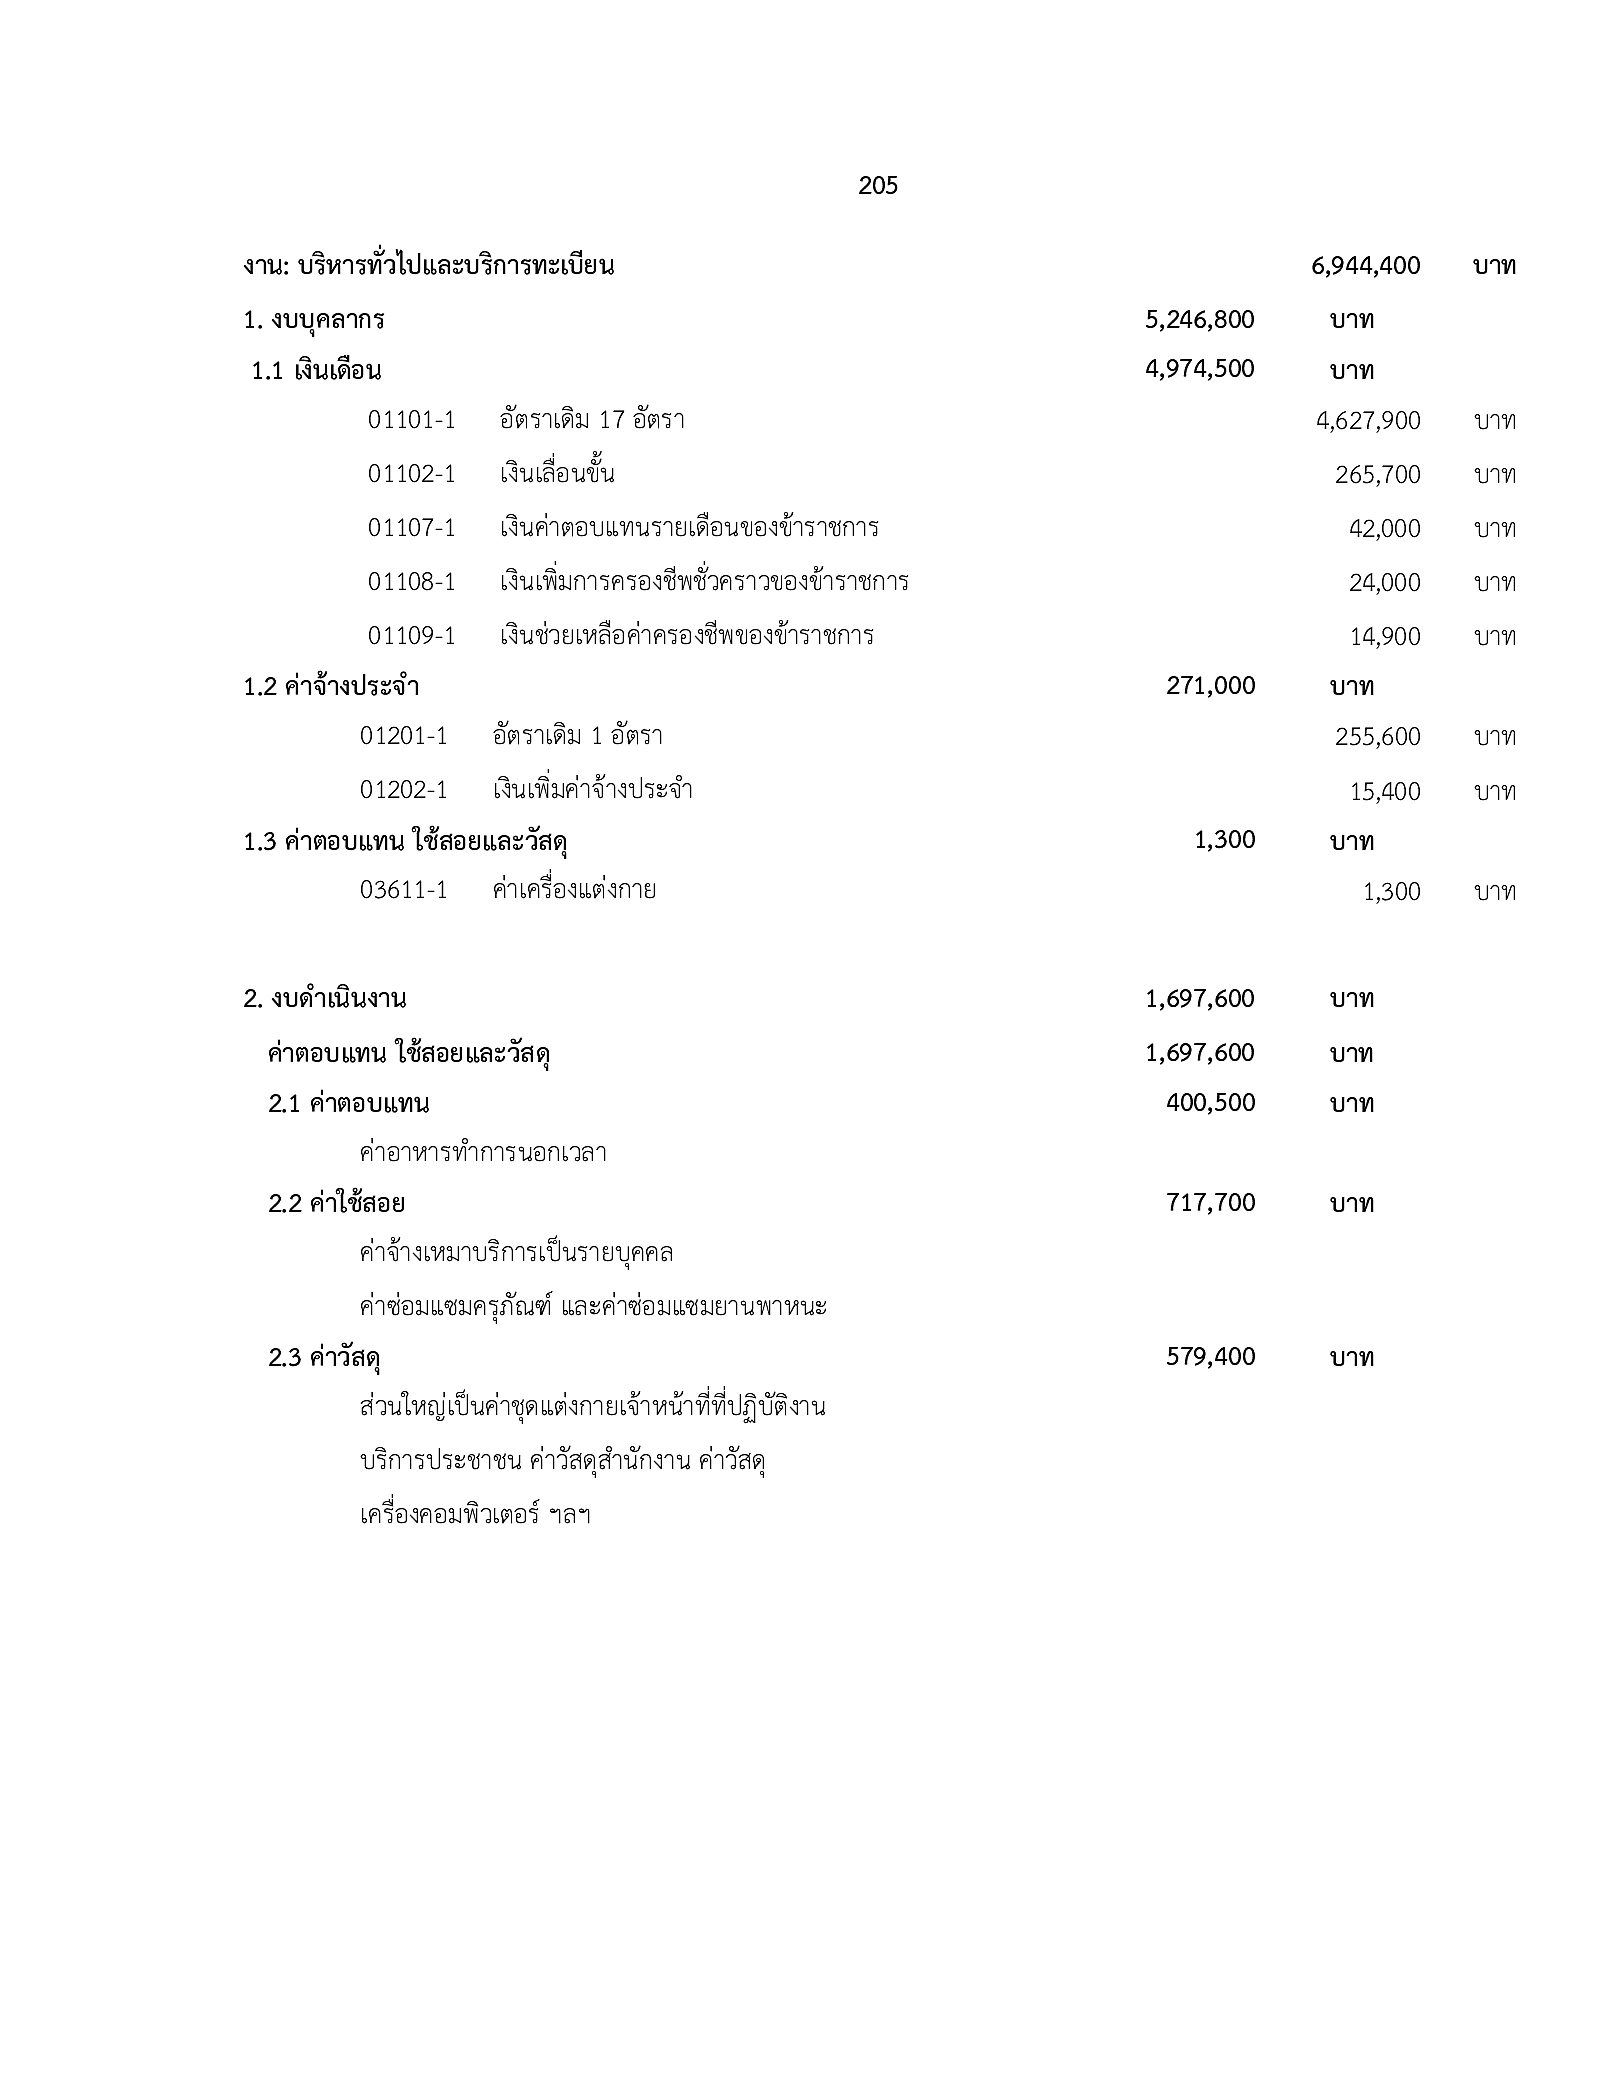 205
งาน: บริหารทั่วไปและบริการทะเบียน 6,944,400 บาท
1. งบบุคลากร 5,246,800 บาท
1.1 เงินเดือน 4,974,500 บาท
01101-1 อัตราเดิม 17 อัตรา 4,627,900 บาท
01102-1 เงินเลื่อนขั้น 265,700 บาท
01107-1 เงินค่าตอบแทนรายเดือนของข้าราชการ 42,000 บาท
01108-1 เงินเพิ่มการครองชีพชั่วคราวของข้าราชการ 24,000 บาท
01109-1 เงินช่วยเหลือค่าครองชีพของข้าราชการ 14,900 บาท
1.2 ค่าจ้างประจำ 271,000 บาท
01201-1 อัตราเดิม 1 อัตรา 255,600 บาท
01202-1 เงินเพิ่มค่าจ้างประจำ 15,400 บาท
1.3 ค่าตอบแทน ใช้สอยและวัสดุ 1,300 บาท
03611-1 ค่าเครื่องแต่งกาย 1,300 บาท
2. งบดำเนินงาน 1,697,600 บาท
ค่าตอบแทน ใช้สอยและวัสดุ 1,697,600 บาท
2.1 ค่าตอบแทน 400,500 บาท
ค่าอาหารทำการนอกเวลา
2.2 ค่าใช้สอย 717,700 บาท
ค่าจ้างเหมาบริการเป็นรายบุคคล
ค่าซ่อมแซมครุภัณฑ์ และค่าซ่อมแซมยานพาหนะ
2.3 ค่าวัสดุ 579,400 บาท
ส่วนใหญ่เป็นค่าชุดแต่งกายเจ้าหน้าที่ที่ปฏิบัติงาน
บริการประชาชน ค่าวัสดุสำนักงาน ค่าวัสดุ
เครื่องคอมพิวเตอร์ ฯลฯ